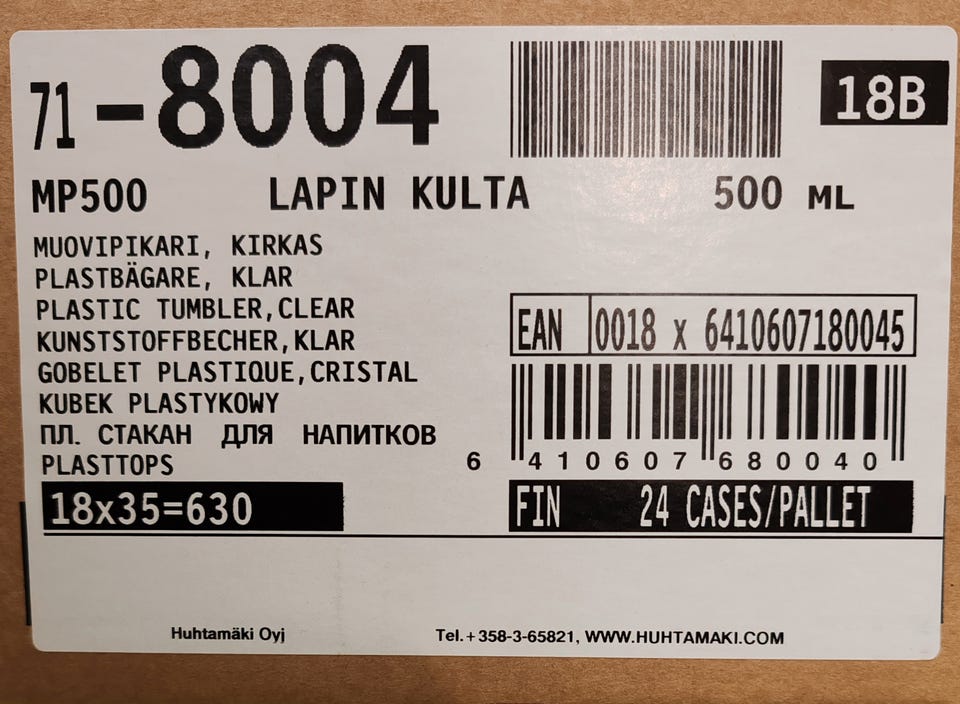 71-8004
18B
MP500 LAPIN KULTA 500 ML
MUOVIPIKARI, KIRKAS
PLASTBÄGARE, KLAR
PLASTIC TUMBLER,CLEAR
KUNSTSTOFFBECHER,KLAR
GOBELET PLASTIQUE,CRISTAL
KUBEK PLASTYKOWY
ПЛ. СТАКАН ДЛЯ НАПИТКОВ
PLASTTOPS
18x35=630
EAN 0018 x 6410607180045
6 410607 680040
FIN 24 CASES/PALLET
Huhtamäki Oyj Tel.+358-3-65821, WWW.HUHTAMAKI.COM